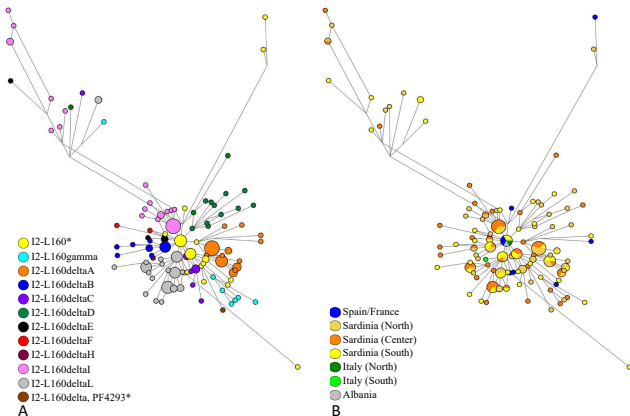 I2-L160*
I2-L160gamma
I2-L160deltaA
I2-L160deltaB
I2-L160deltaC
I2-L160deltaD
I2-L160deltaE
I2-L160deltaF
I2-L160deltaH
I2-L160deltaI
I2-L160deltaL
I2-L160delta, PF4293*
A
Spain/France
Sardinia (North)
Sardinia (Center)
Sardinia (South)
Italy (North)
Italy (South)
Albania
B